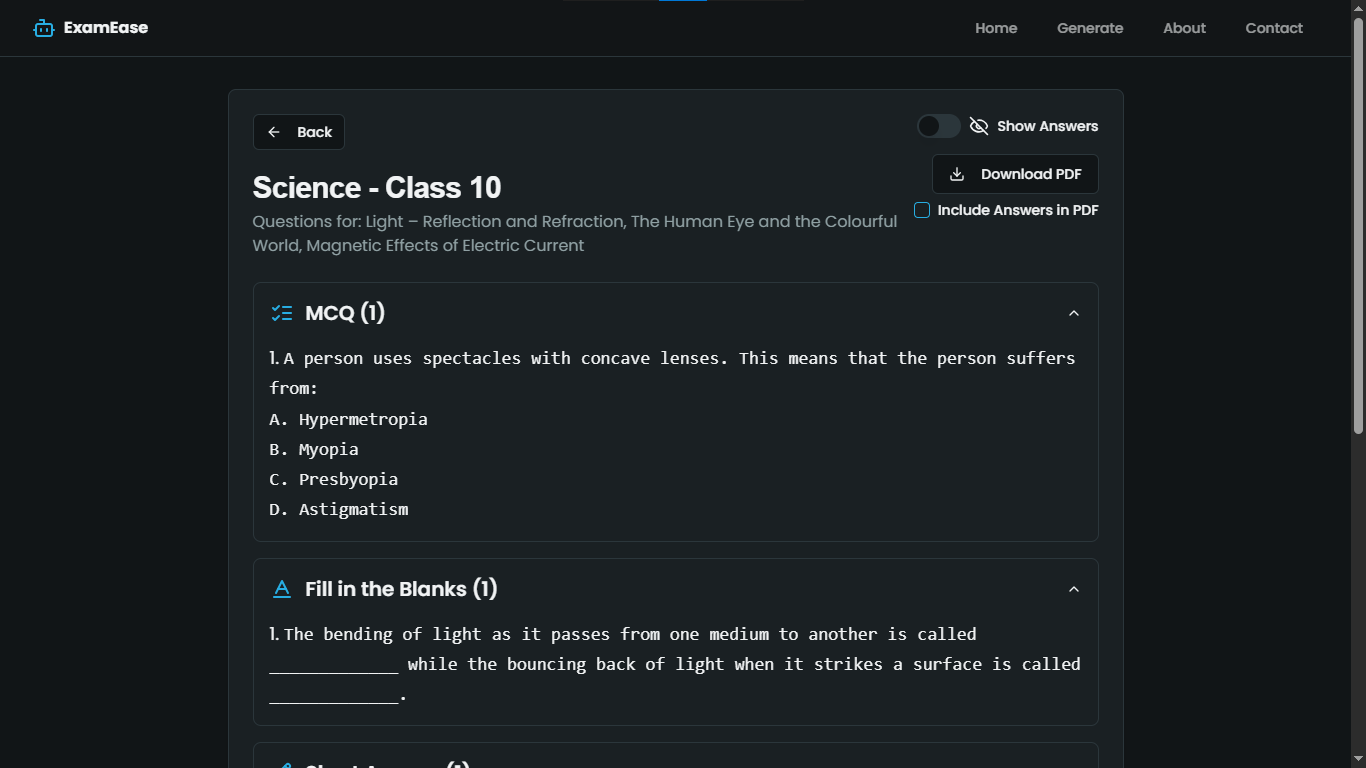 ExamEase
Home
Generate
About
Contact
Back
Show Answers
Download PDF
Include Answers in PDF
Science - Class 10
Questions for: Light – Reflection and Refraction, The Human Eye and the Colourful
World, Magnetic Effects of Electric Current
MCQ (1)
1. A person uses spectacles with concave lenses. This means that the person suffers
from:
A. Hypermetropia
B. Myopia
C. Presbyopia
D. Astigmatism
Fill in the Blanks (1)
1. The bending of light as it passes from one medium to another is called
_____________ while the bouncing back of light when it strikes a surface is called
_____________.